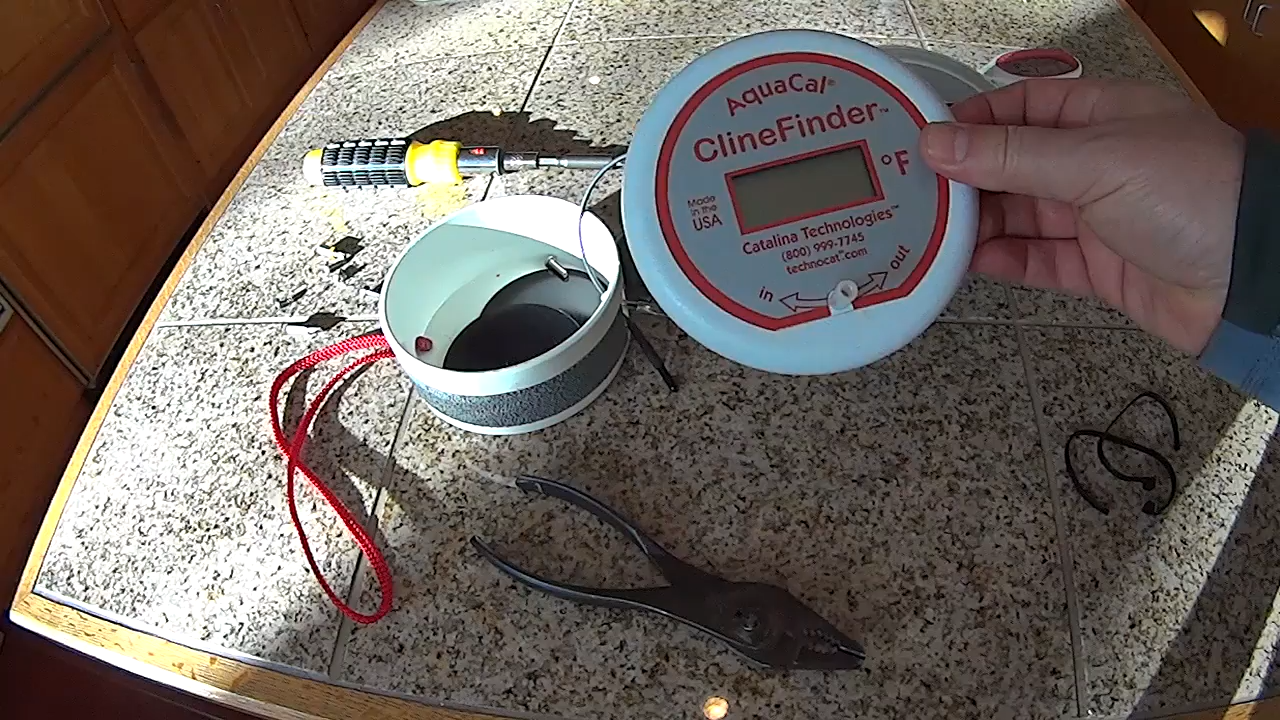 AquaCal®
ClineFinder™
°F
Made
in the
USA
Catalina Technologies™
(800) 999-7745
technocat.com
in
out